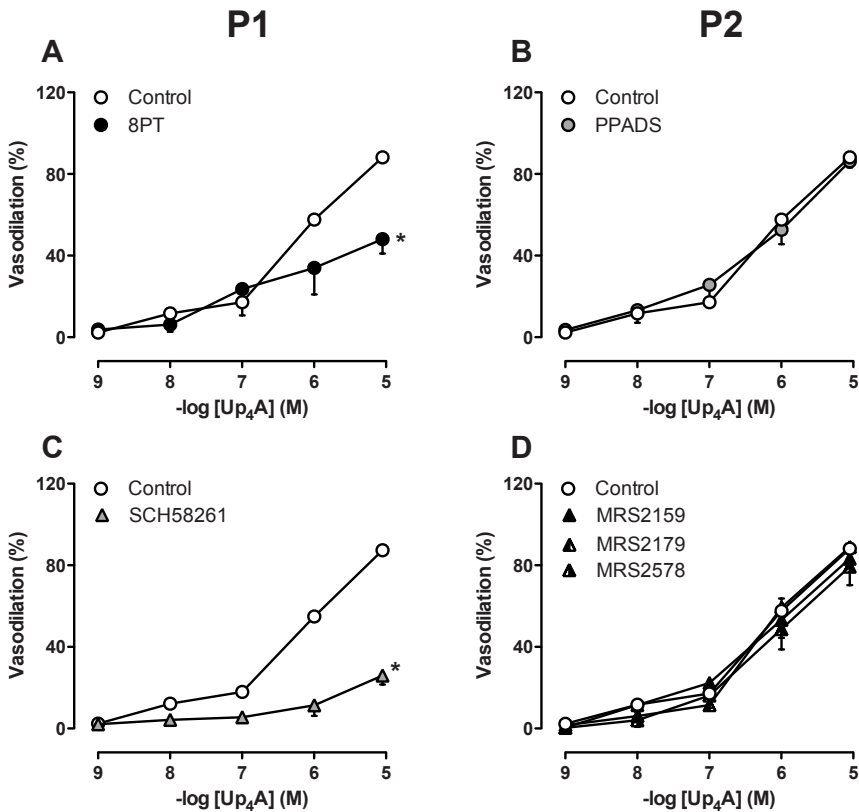 P1
P2
A
120
80
40
0
Vasodilation (%)
Control
8PT
*
9 8 7 6 5
-log [Up₄A] (M)
B
120
80
40
0
Vasodilation (%)
Control
PPADS
9 8 7 6 5
-log [Up₄A] (M)
C
120
80
40
0
Vasodilation (%)
Control
SCH58261
*
9 8 7 6 5
-log [Up₄A] (M)
D
120
80
40
0
Vasodilation (%)
Control
MRS2159
MRS2179
MRS2578
9 8 7 6 5
-log [Up₄A] (M)